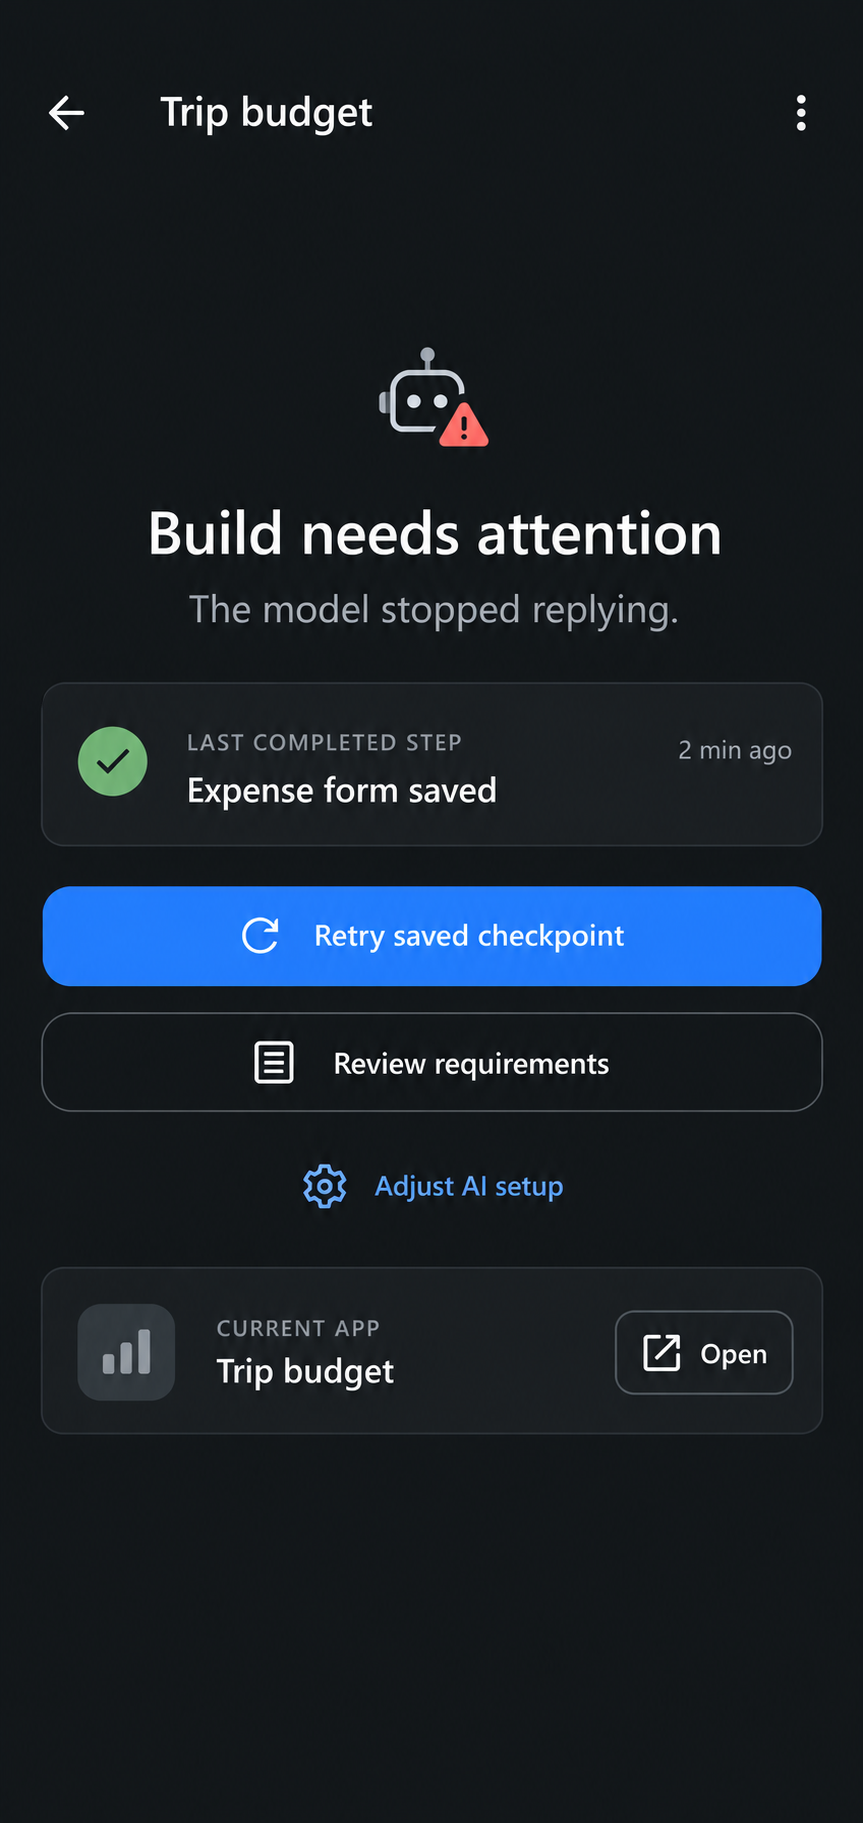 Trip budget
Build needs attention
The model stopped replying.
LAST COMPLETED STEP
2 min ago
Expense form saved
Retry saved checkpoint
Review requirements
Adjust AI setup
CURRENT APP
Trip budget
Open